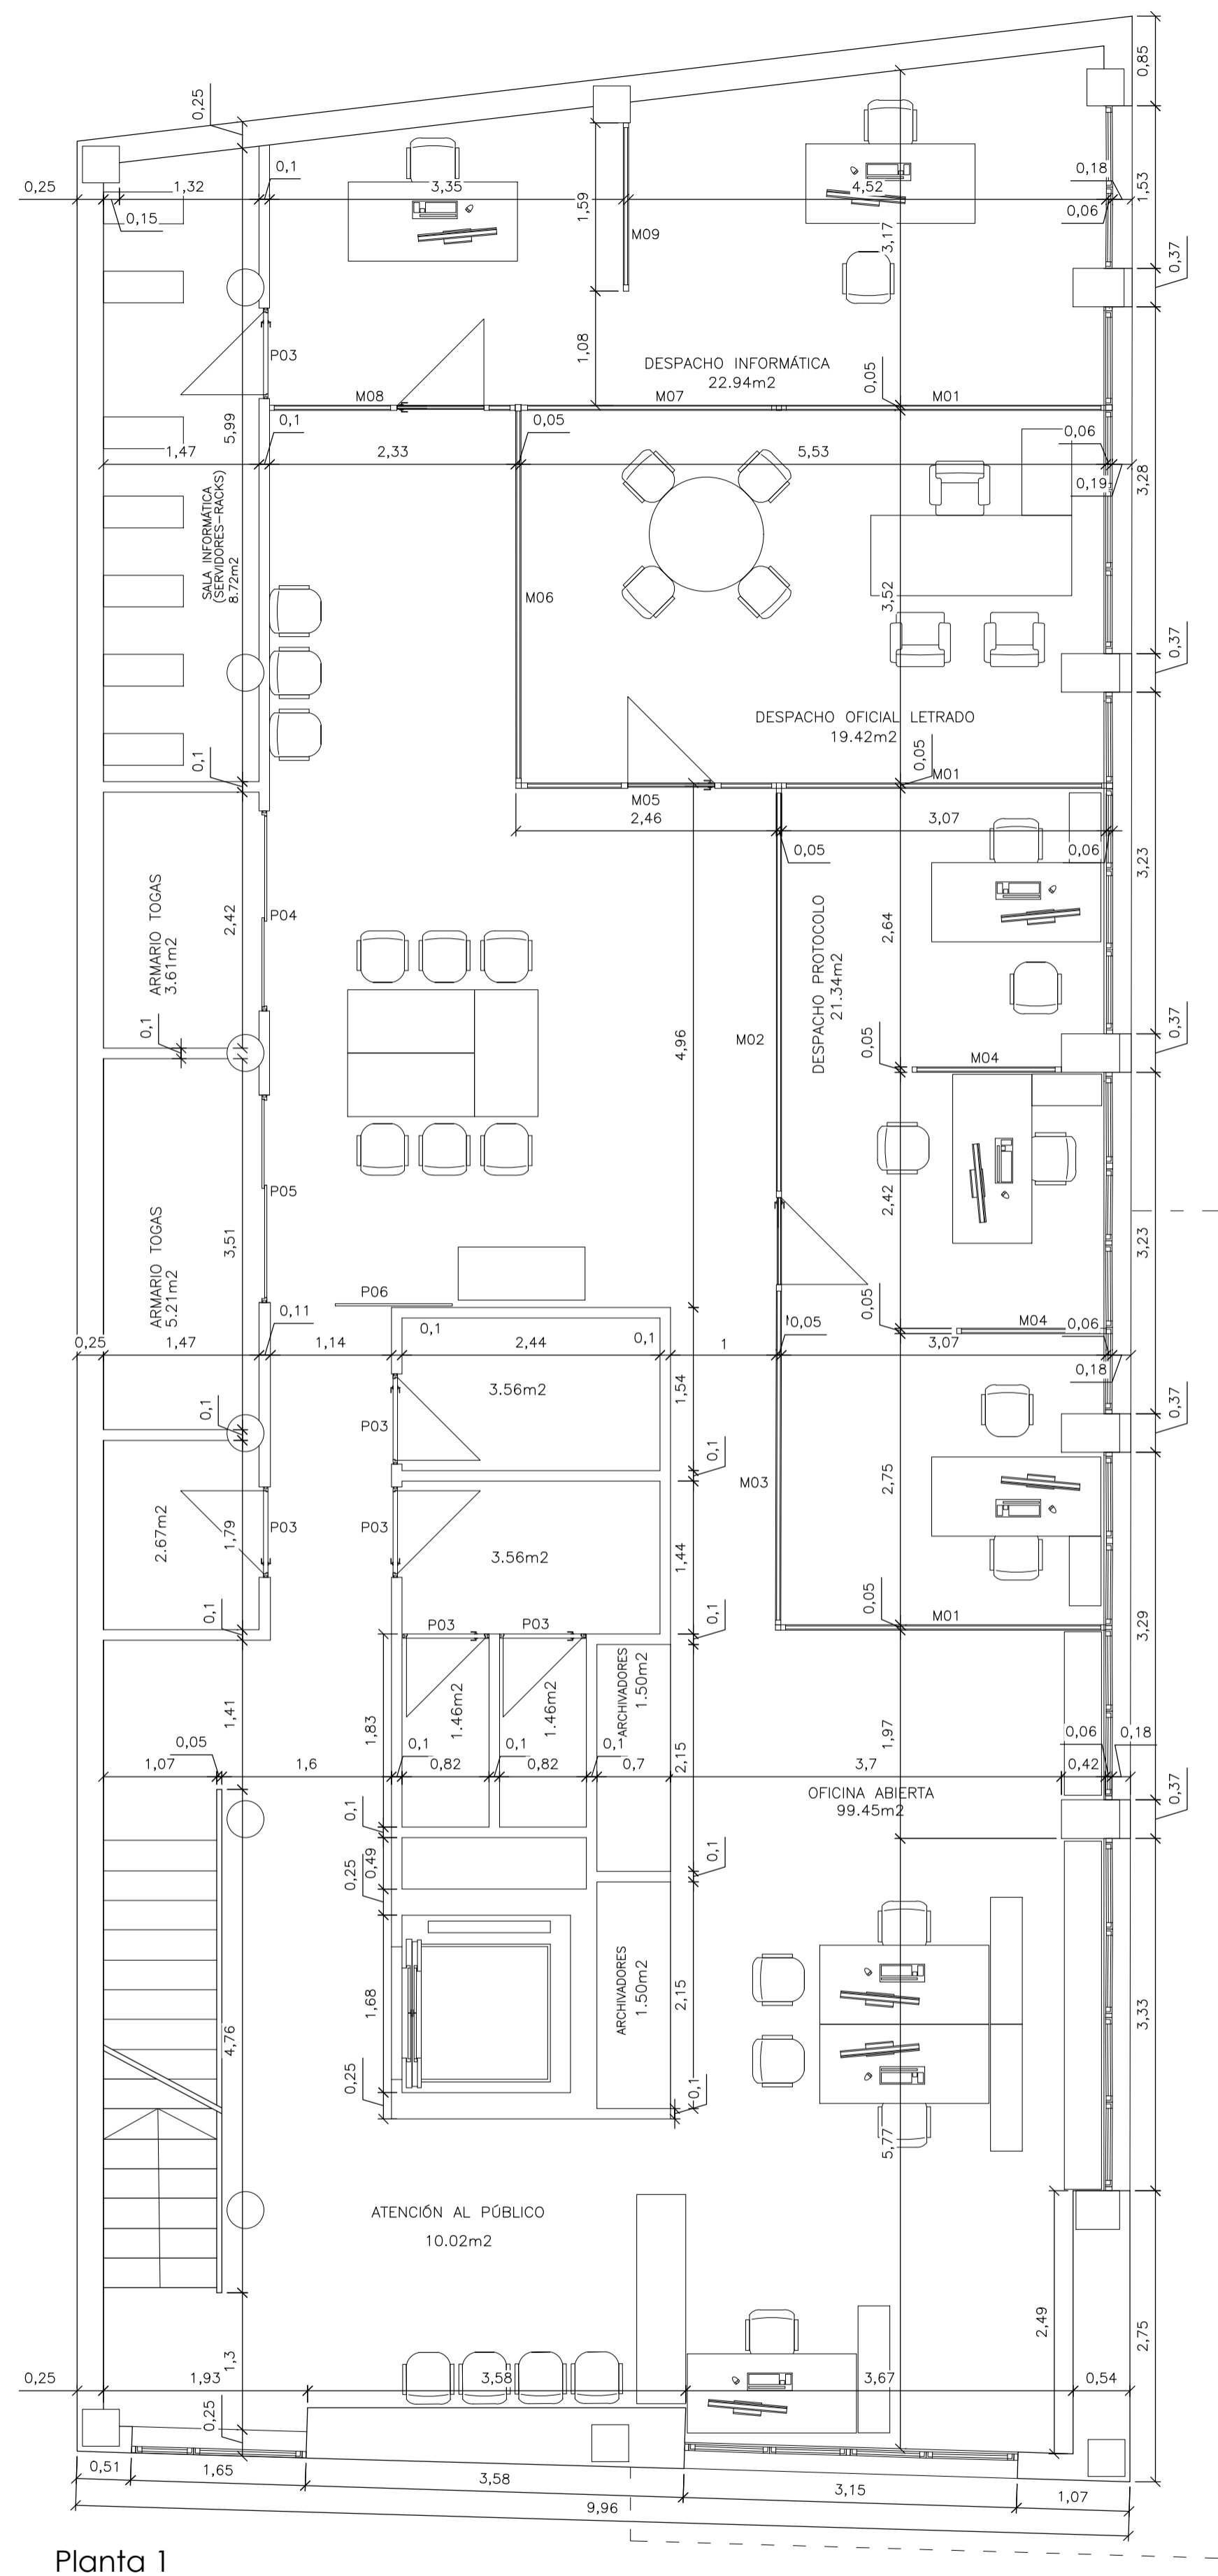 0,85
0,25
0,1
0,18
1,53
0,25
1,32
3,35
4,52
0,15
1,59
0,06
M09
3,17
0,37
P03
1,08
DESPACHO INFORMÁTICA
22.94m2
0,05
M08
M07
M01
5,99
0,1
0,05
0,06
1,47
2,33
5,53
0,19
3,28
SALA INFORMÁTICA
(SERVIDORES-RACKS)
8.72m2
M06
3,52
0,37
DESPACHO OFICIAL LETRADO
19.42m2
0,1
0,05
M01
M05
2,46
3,07
0,05
0,06
3,23
ARMARIO TOGAS
3.61m2
2,42
P04
DESPACHO PROTOCOLO
21.34m2
2,64
0,1
4,96
M02
0,05
M04
0,37
P05
2,42
ARMARIO TOGAS
5.21m2
3,51
3,23
P06
0,11
0,1
0,1
0,05
0,05
M04
0,06
0,25
1,47
1,14
2,44
1
3,07
0,18
3.56m2
1,54
0,1
P03
0,37
0,1
M03
2,75
2.67m2
1,79
P03
P03
3.56m2
1,44
0,1
0,05
M01
0,1
P03
P03
3,29
ARCHIVADORES
1.50m2
1,41
1,83
1.46m2
1.46m2
1,97
0,05
0,1
0,1
0,1
2,15
0,06
0,18
1,07
1,6
0,82
0,82
0,7
3,7
0,42
OFICINA ABIERTA
99.45m2
0,37
0,1
0,49
0,25
0,1
4,76
1,68
ARCHIVADORES
1.50m2
2,15
3,33
0,25
0,1
5,77
ATENCIÓN AL PÚBLICO
10.02m2
2,49
2,75
1,3
0,25
1,93
3,58
3,67
0,54
0,25
0,51
1,65
3,58
3,15
1,07
9,96
Planta 1